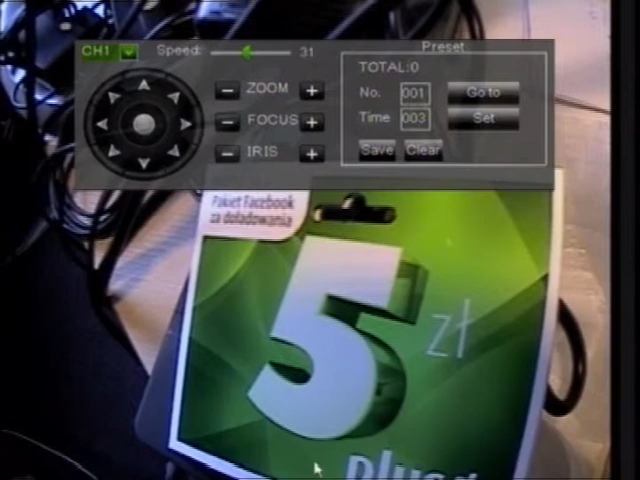 CH1 Speed: 31
Preset
TOTAL:0
ZOOM
No. 001 Go to
FOCUS
Time 003 Set
IRIS
Save Clear
Pakiet Facebook
za doładowania
5 zł